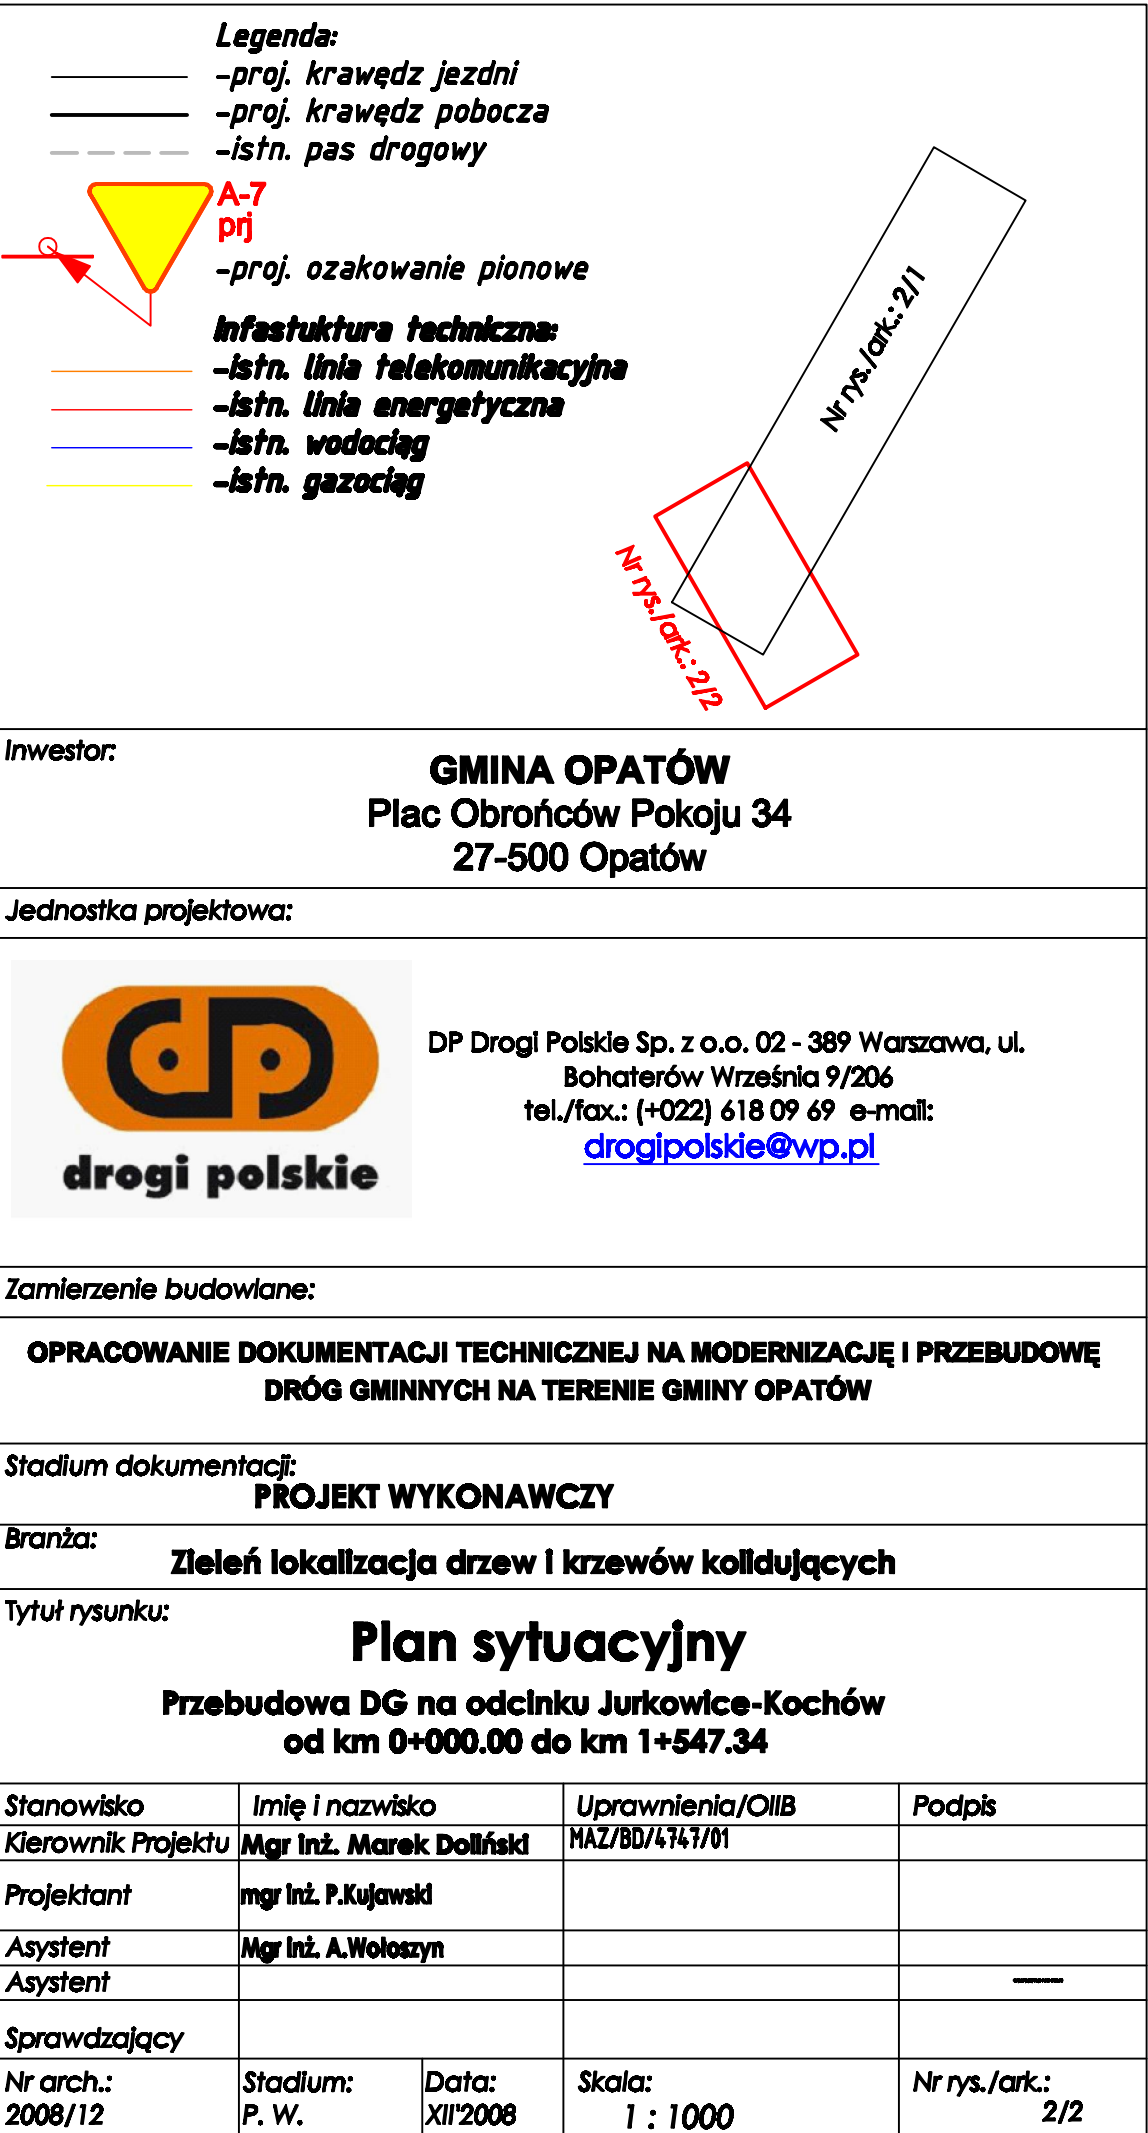 Legenda:
-proj. krawędz jezdni
-proj. krawędz pobocza
-istn. pas drogowy
A-7
prj
-proj. ozakowanie pionowe
Infastuktura techniczna:
-istn. linia telekomunikacyjna
-istn. linia energetyczna
-istn. wodociąg
-istn. gazociąg
Nr rys./ark.: 2/1
Nr rys./ark.: 2/2
Inwestor:
GMINA OPATÓW
Plac Obrońców Pokoju 34
27-500 Opatów
Jednostka projektowa:
dp
drogi polskie
DP Drogi Polskie Sp. z o.o. 02 - 389 Warszawa, ul.
Bohaterów Września 9/206
tel./fax.: (+022) 618 09 69 e-mail:
drogipolskie@wp.pl
Zamierzenie budowlane:
OPRACOWANIE DOKUMENTACJI TECHNICZNEJ NA MODERNIZACJĘ I PRZEBUDOWĘ
DRÓG GMINNYCH NA TERENIE GMINY OPATÓW
Stadium dokumentacji:
PROJEKT WYKONAWCZY
Branża:
Zieleń lokalizacja drzew i krzewów kolidujących
Tytuł rysunku:
Plan sytuacyjny
Przebudowa DG na odcinku Jurkowice-Kochów
od km 0+000.00 do km 1+547.34
Stanowisko Imię i nazwisko Uprawnienia/OIIB Podpis
Kierownik Projektu Mgr inż. Marek Doliński MAZ/BD/4747/01
Projektant mgr inż. P.Kujawski
Asystent Mgr inż. A.Wołoszyn
Asystent
Sprawdzający
Nr arch.: Stadium: Data: Skala: Nr rys./ark.:
2008/12 P. W. XII'2008 1 : 1000 2/2